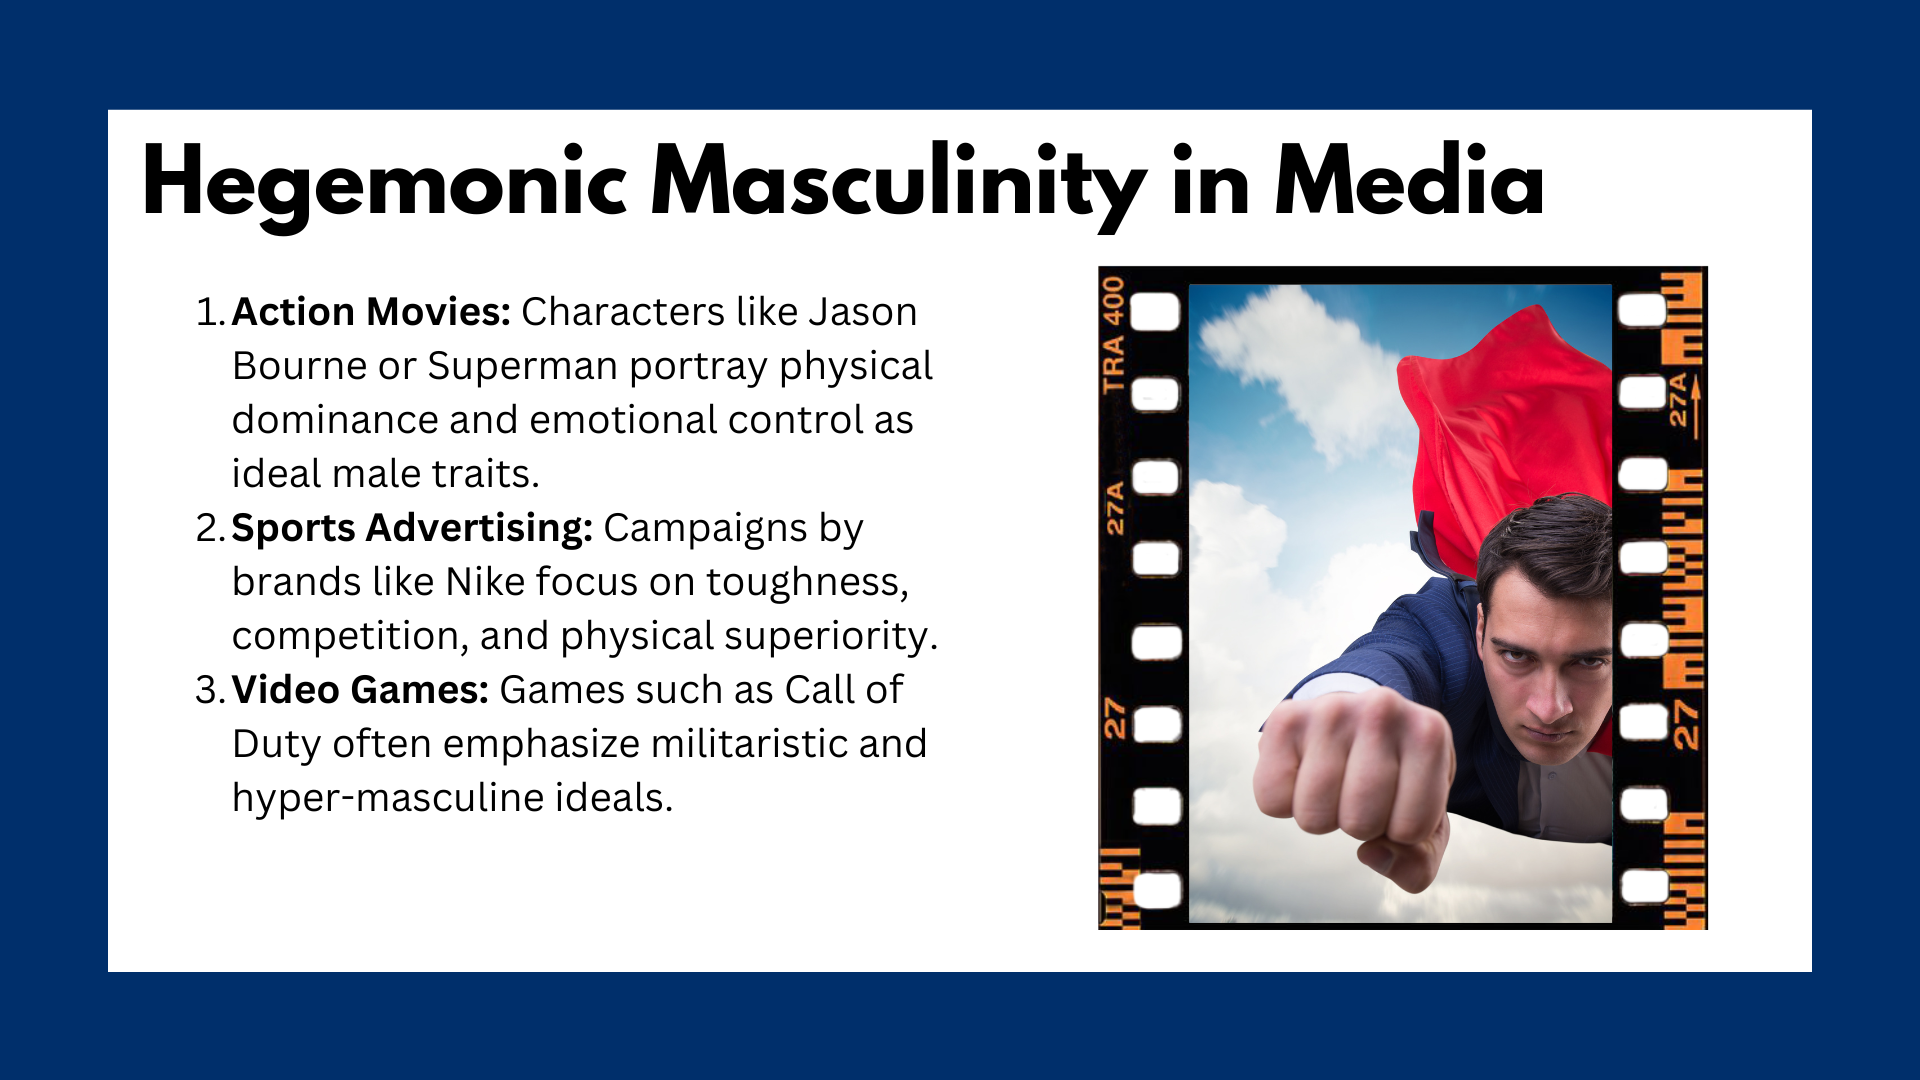 Hegemonic Masculinity in Media
1. Action Movies: Characters like Jason
Bourne or Superman portray physical
dominance and emotional control as
ideal male traits.
2. Sports Advertising: Campaigns by
brands like Nike focus on toughness,
competition, and physical superiority.
3. Video Games: Games such as Call of
Duty often emphasize militaristic and
hyper-masculine ideals.
TRA 400
27A
27
27A
27